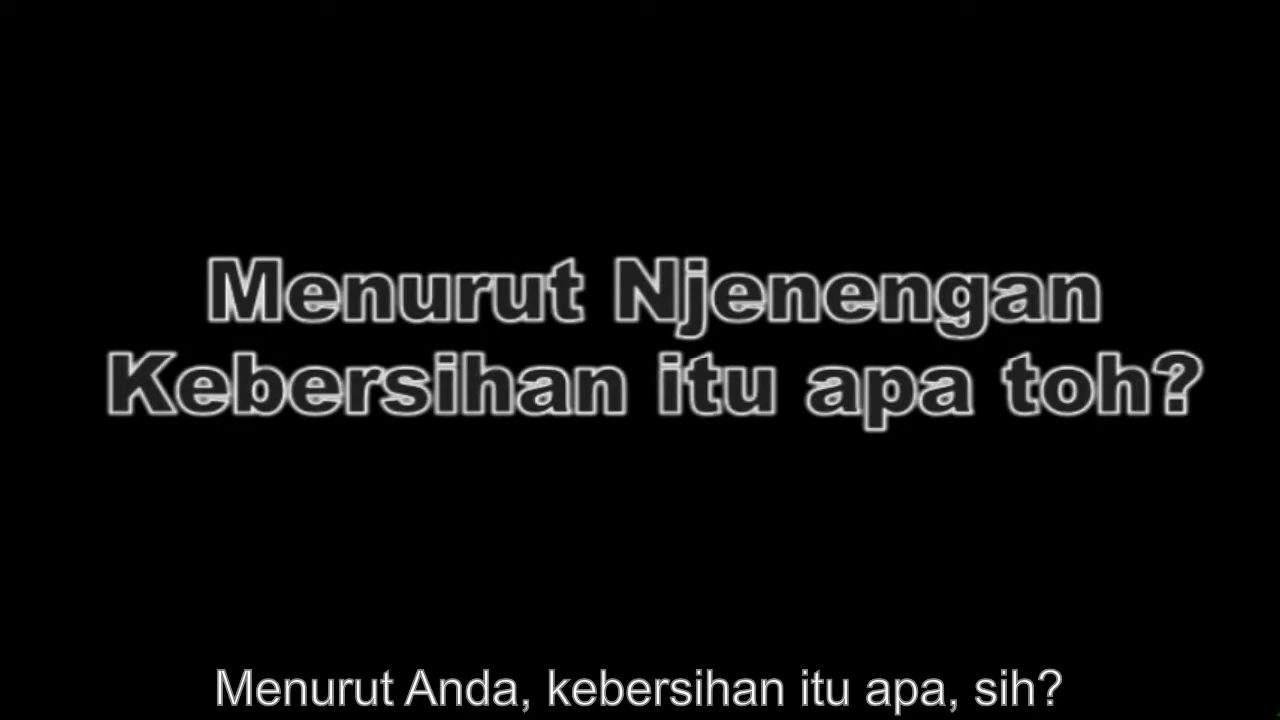 Menurut Njenengan
Kebersihan itu apa toh?
Menurut Anda, kebersihan itu apa, sih?